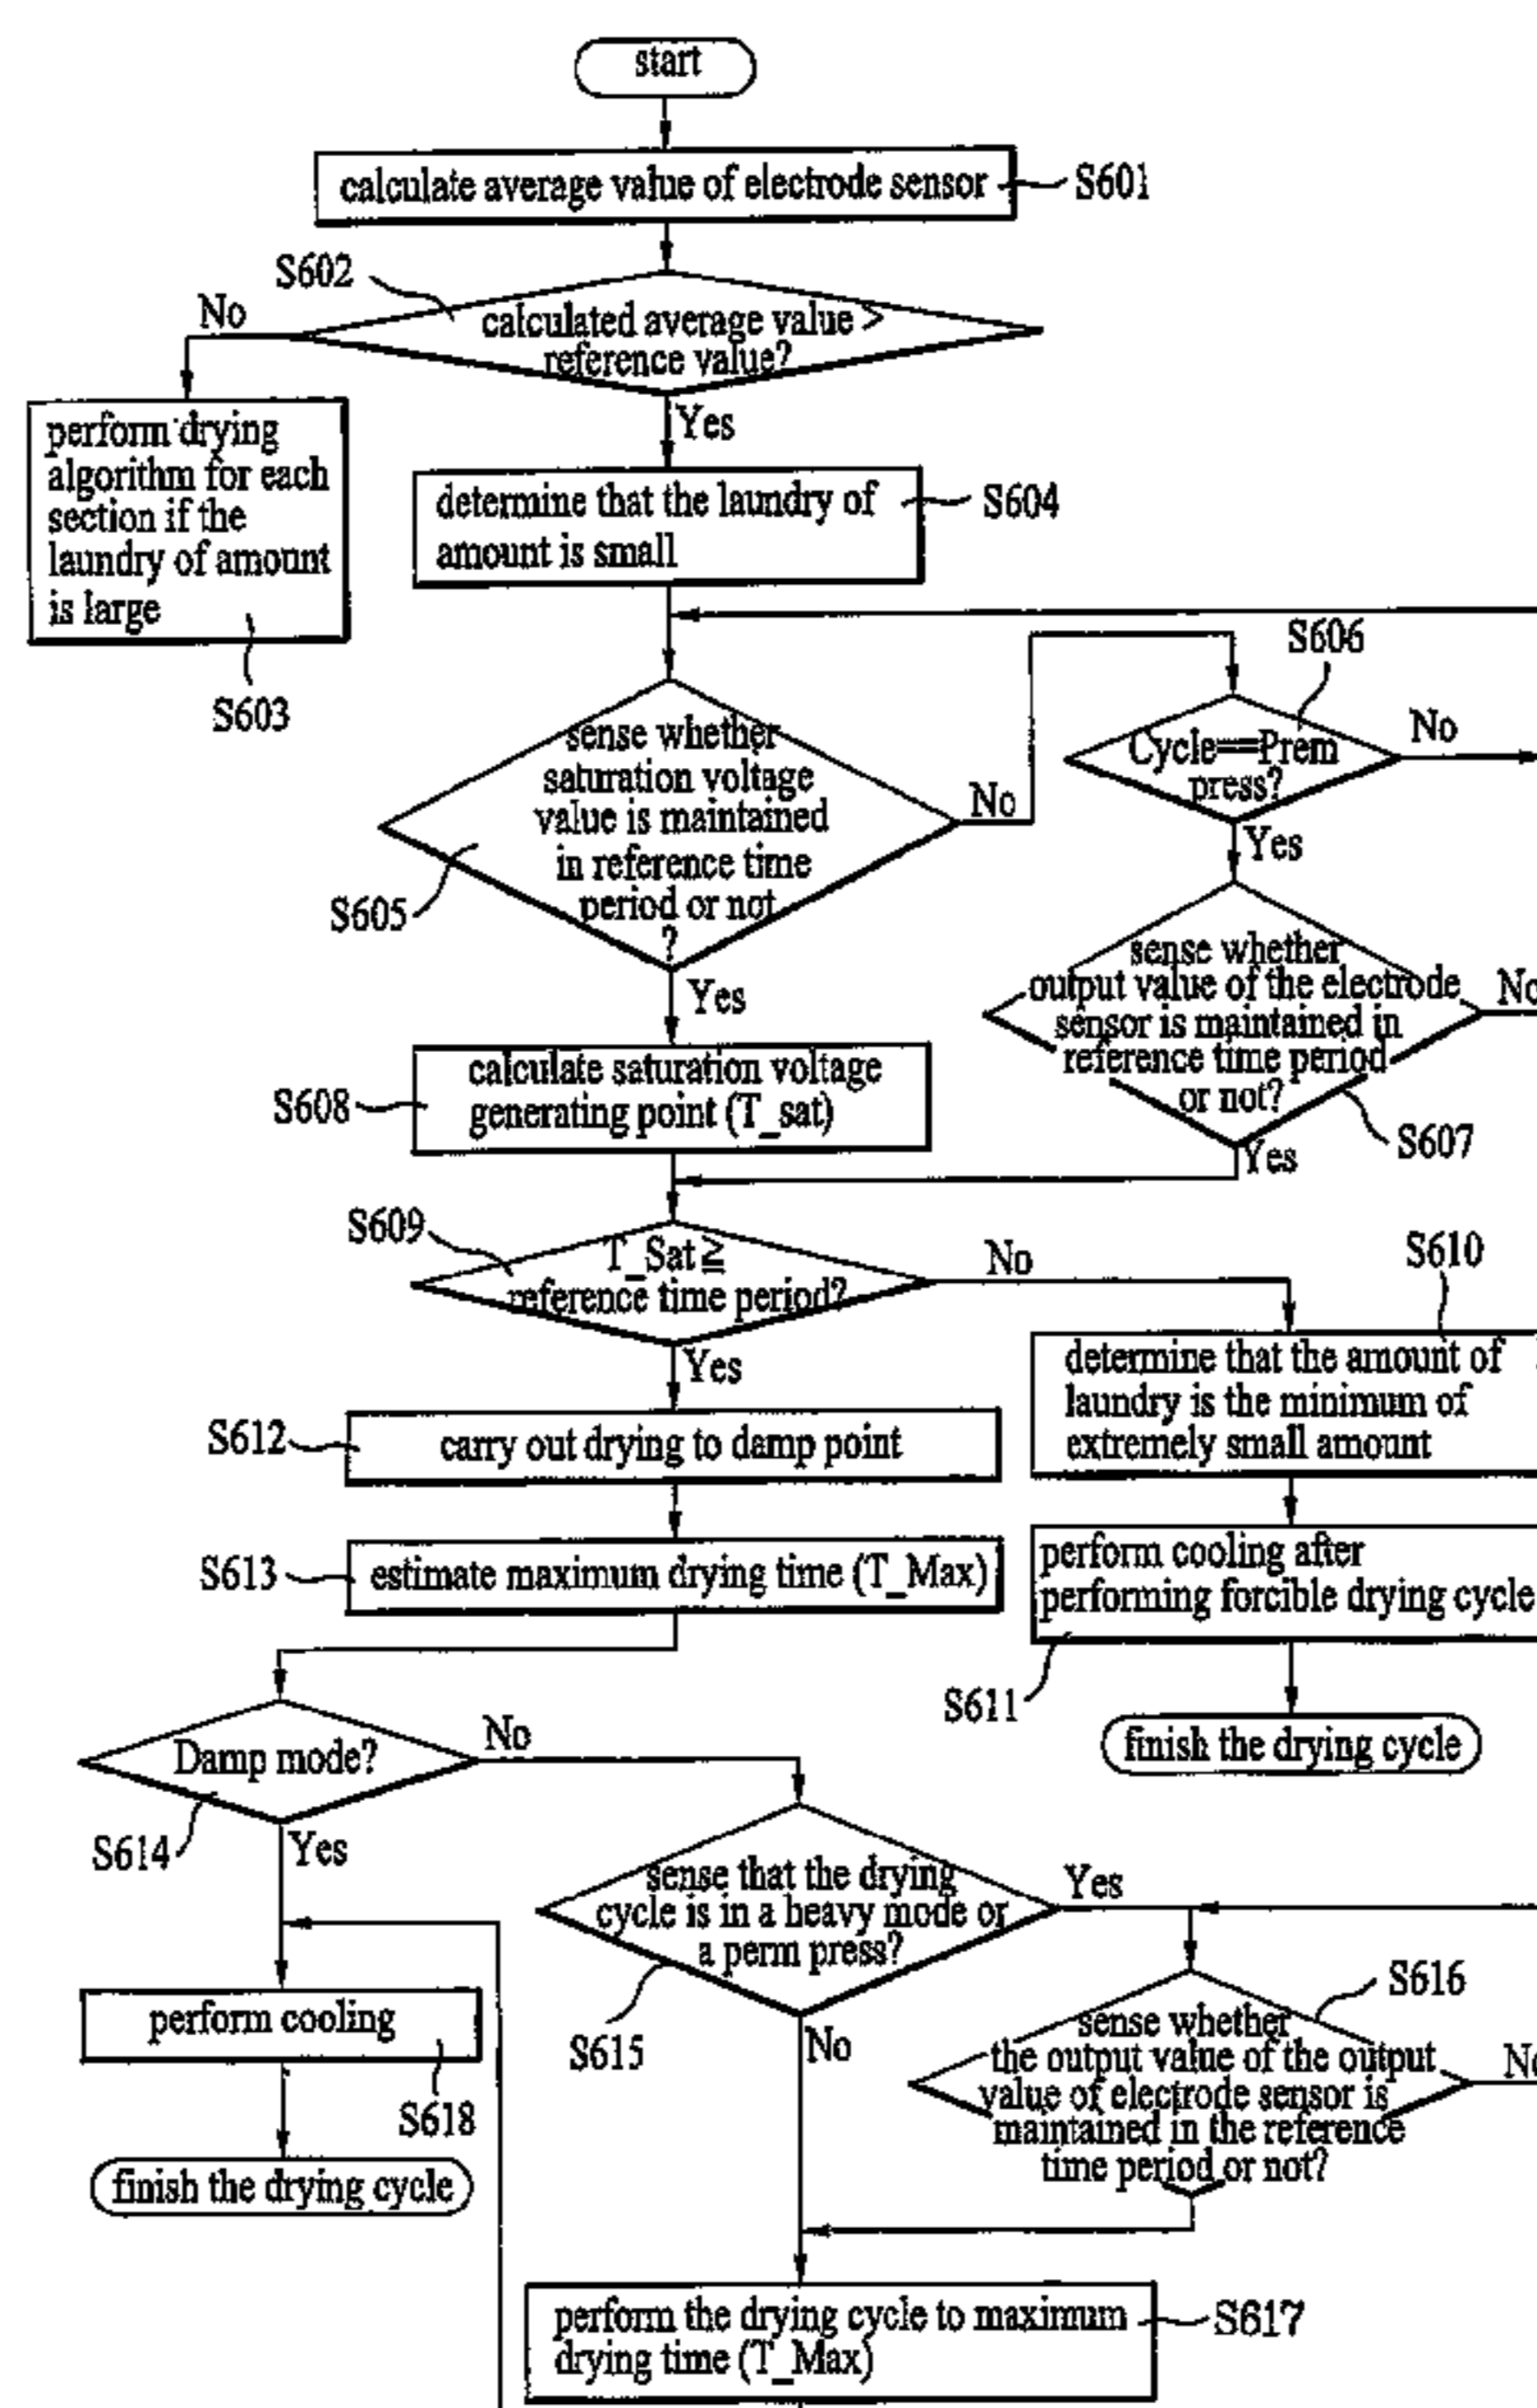 start
calculate average value of electrode sensor
S601
S602
No
calculated average value >
reference value?
Yes
perform drying
algorithm for each
section if the
laundry of amount
is large
S603
determine that the laundry of
amount is small
S604
S606
Cycle==Prem
press?
No
Yes
sense whether
saturation voltage
value is maintained
in reference time
period or not
?
No
S605
Yes
sense whether
output value of the electrode
sensor is maintained in
reference time period
or not?
No
S607
Yes
calculate saturation voltage
generating point (T_sat)
S608
S609
T_Sat ≧
reference time period?
No
Yes
S610
determine that the amount of
laundry is the minimum of
extremely small amount
S612
carry out drying to damp point
S613
estimate maximum drying time (T_Max)
perform cooling after
performing forcible drying cycle
S611
finish the drying cycle
Damp mode?
No
S614
Yes
sense that the drying
cycle is in a heavy mode or
a perm press?
Yes
S615
No
S616
sense whether
the output value of the output
value of electrode sensor is
maintained in the reference
time period or not?
No
perform cooling
S618
finish the drying cycle
perform the drying cycle to maximum
drying time (T_Max)
S617